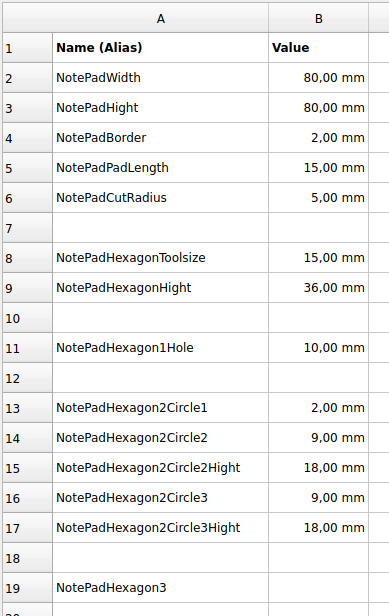 A B
1 Name (Alias) Value
2 NotePadWidth 80,00 mm
3 NotePadHight 80,00 mm
4 NotePadBorder 2,00 mm
5 NotePadPadLength 15,00 mm
6 NotePadCutRadius 5,00 mm
7
8 NotePadHexagonToolsize 15,00 mm
9 NotePadHexagonHight 36,00 mm
10
11 NotePadHexagon1Hole 10,00 mm
12
13 NotePadHexagon2Circle1 2,00 mm
14 NotePadHexagon2Circle2 9,00 mm
15 NotePadHexagon2Circle2Hight 18,00 mm
16 NotePadHexagon2Circle3 9,00 mm
17 NotePadHexagon2Circle3Hight 18,00 mm
18
19 NotePadHexagon3